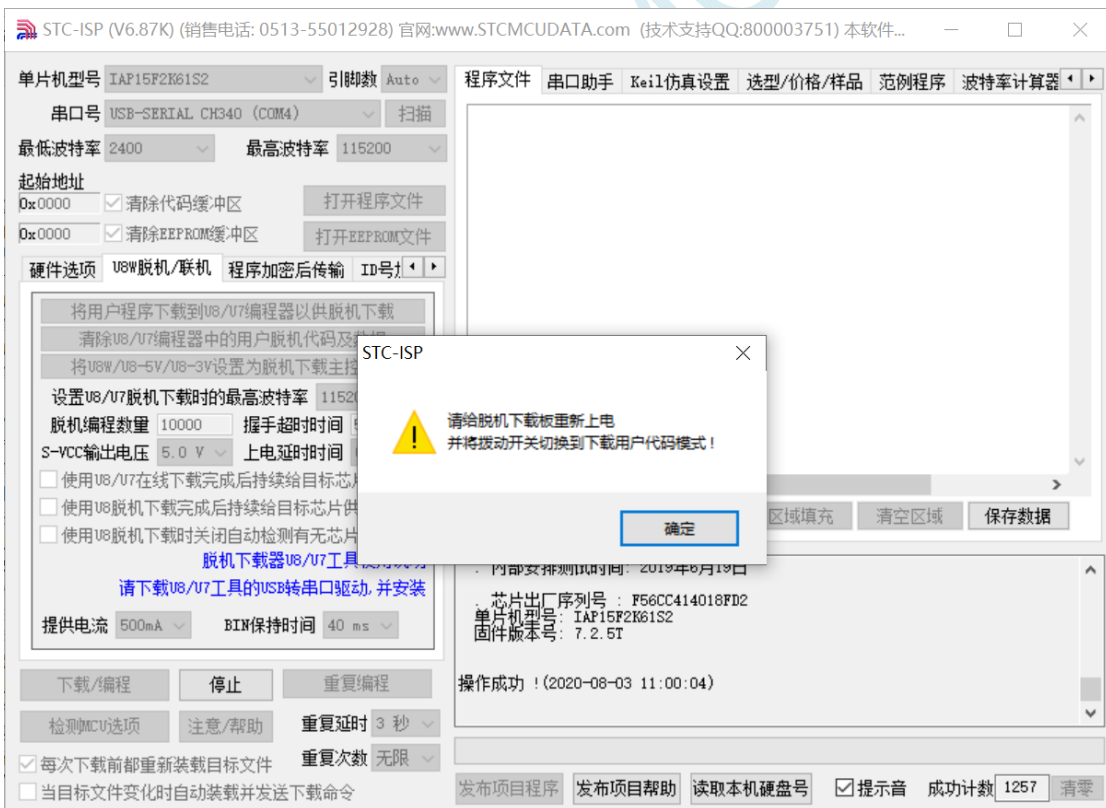 STC-ISP (V6.87K) (销售电话: 0513-55012928) 官网:www.STCMCUDATA.com (技术支持QQ:800003751) 本软件...
单片机型号 IAP15F2K61S2 引脚数 Auto
串口号 USB-SERIAL CH340 (COM4) 扫描
最低波特率 2400 最高波特率 115200
起始地址
0x0000 清除代码缓冲区 打开程序文件
0x0000 清除EEPROM缓冲区 打开EEPROM文件
硬件选项 U8W脱机/联机 程序加密后传输 ID号
将用户程序下载到U8/U7编程器以供脱机下载
清除U8/U7编程器中的用户脱机代码及
将U8W/U8-5V/U8-3V设置为脱机下载主控
设置U8/U7脱机下载时的最高波特率 11520
脱机编程数量 10000 握手超时时间
S-VCC输出电压 5.0 V 上电延时时间
使用U8/U7在线下载完成后持续给目标芯
使用U8脱机下载完成后持续给目标芯片供
使用U8脱机下载时关闭自动检测有无芯片
脱机下载器U8/U7工具
请下载U8/U7工具的USB转串口驱动,并安装
提供电流 500mA BIN保持时间 40 ms
下载/编程 停止 重复编程
检测MCU选项 注意/帮助 重复延时 3 秒
重复次数 无限
每次下载前都重新装载目标文件
当目标文件变化时自动装载并发送下载命令
程序文件 串口助手 Keil仿真设置 选型/价格/样品 范例程序 波特率计算器
STC-ISP
请给脱机下载板重新上电
并将拨动开关切换到下载用户代码模式!
确定
区域填充 清空区域 保存数据
. 内部安排测试时间: 2019年6月19日
. 芯片出厂序列号 : F56CC414018FD2
单片机型号: IAP15F2K61S2
固件版本号: 7.2.5T
操作成功 !(2020-08-03 11:00:04)
发布项目程序 发布项目帮助 读取本机硬盘号 提示音 成功计数 1257 清零